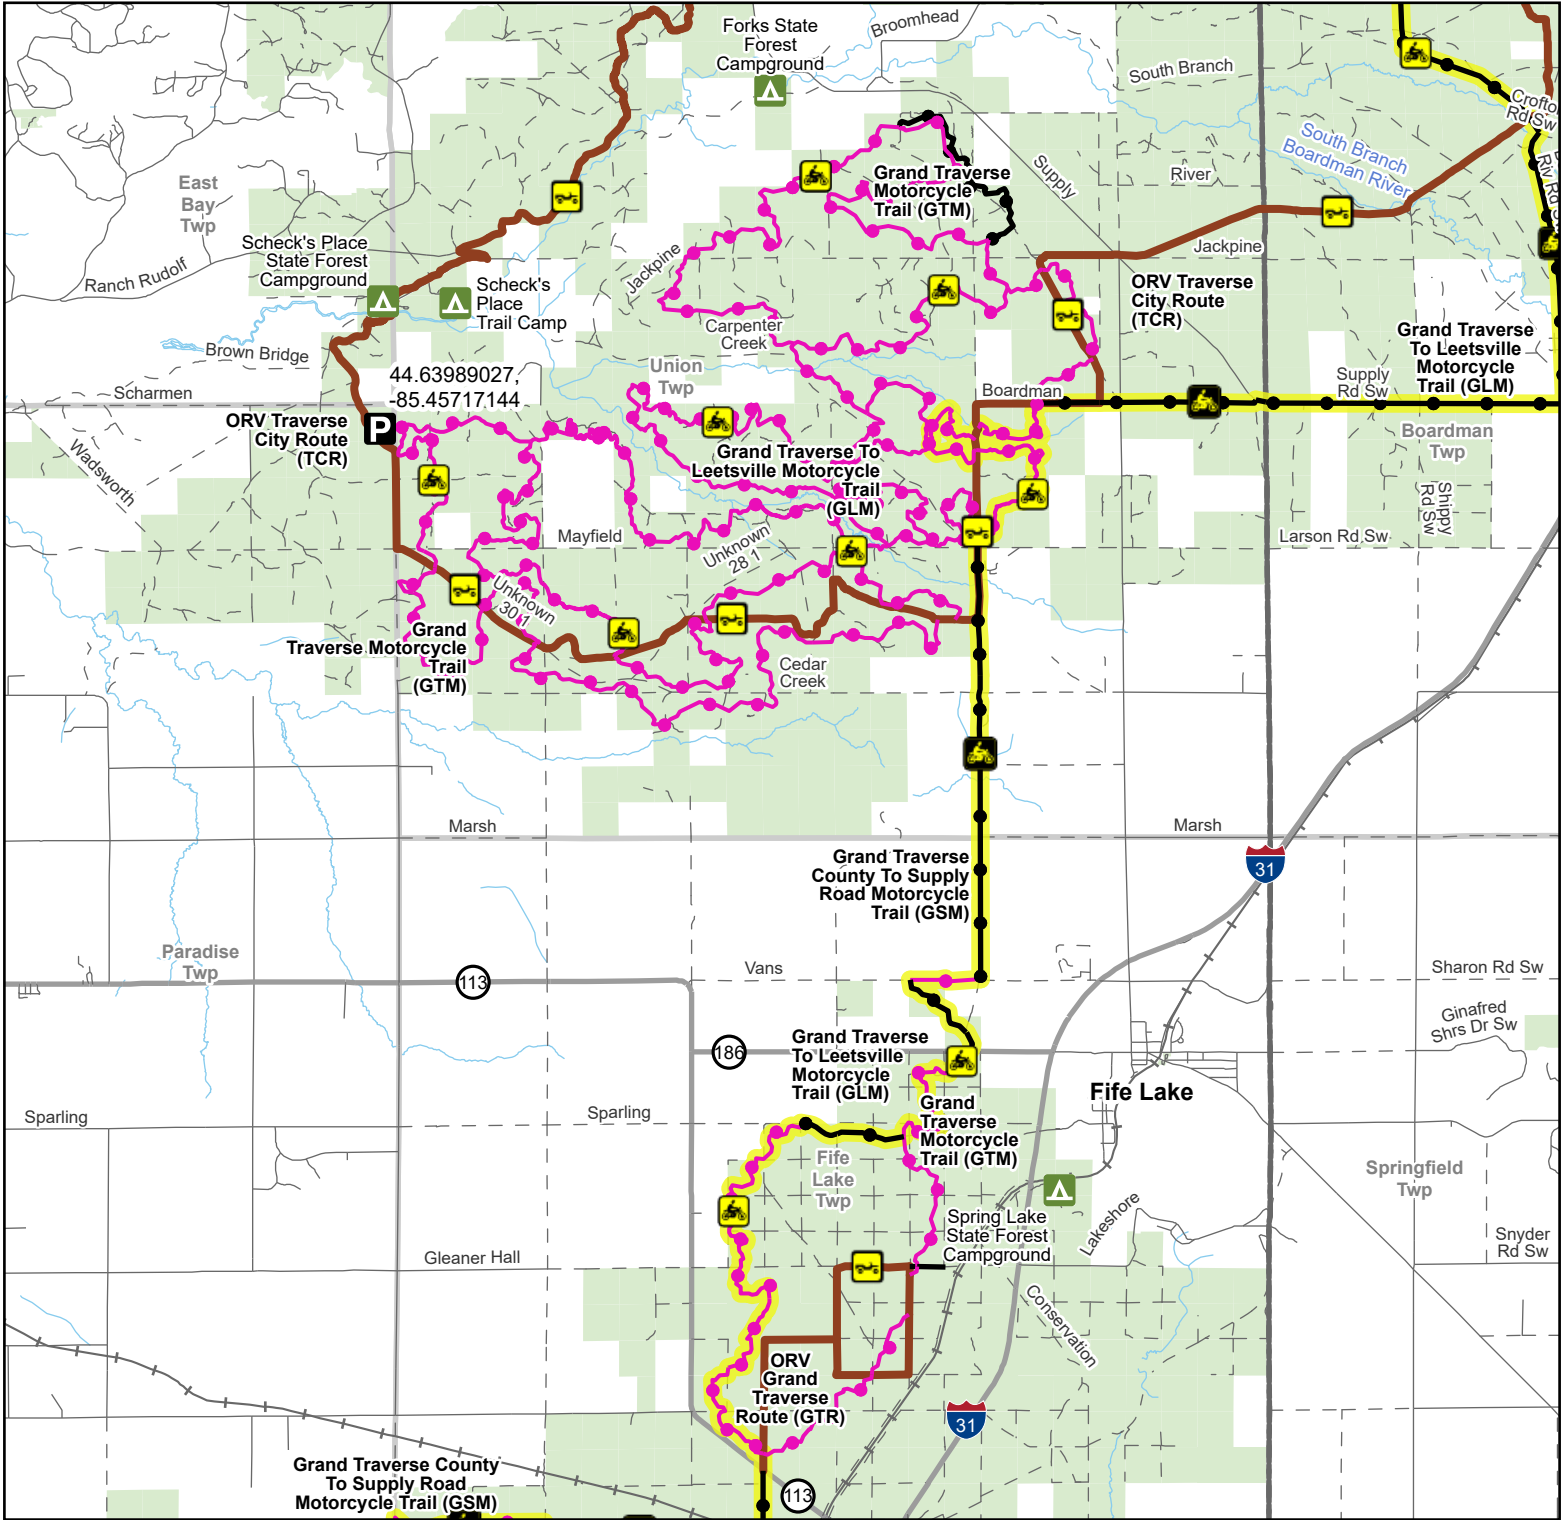 Forks State
Forest
Campground
Broomhead
South Branch
Crofto
Rd Sw
South Branch
Boardman River
East
Bay
Twp
Grand Traverse
Motorcycle
Trail (GTM)
Supply
River
Riv Rd S
Scheck's Place
State Forest
Campground
Ranch Rudolf
Scheck's
Place
Trail Camp
Jackpine
Jackpine
ORV Traverse
City Route
(TCR)
Carpenter
Creek
Grand Traverse
To Leetsville
Motorcycle
Trail (GLM)
Brown Bridge
Scharmen
44.63989027,
-85.45717144
Union
Twp
Boardman
Supply
Rd Sw
ORV Traverse
City Route
(TCR)
P
Wadsworth
Boardman
Twp
Grand Traverse To
Leetsville Motorcycle
Trail
(GLM)
Shippy
Rd Sw
Mayfield
Unknown
28 1
Larson Rd Sw
Unknown
30 1
Grand
Traverse Motorcycle
Trail
(GTM)
Cedar
Creek
Marsh
Marsh
31
Grand Traverse
County To Supply
Road Motorcycle
Trail (GSM)
Paradise
Twp
113
Vans
Sharon Rd Sw
Ginafred
Shrs Dr Sw
186
Grand Traverse
To Leetsville
Motorcycle
Trail (GLM)
Fife Lake
Grand
Traverse
Motorcycle
Trail (GTM)
Sparling
Sparling
Fife
Lake
Twp
Springfield
Twp
Spring Lake
State Forest
Campground
Lakeshore
Snyder
Rd Sw
Gleaner Hall
Conservation
ORV
Grand
Traverse
Route (GTR)
31
Grand Traverse County
To Supply Road
Motorcycle Trail (GSM)
113